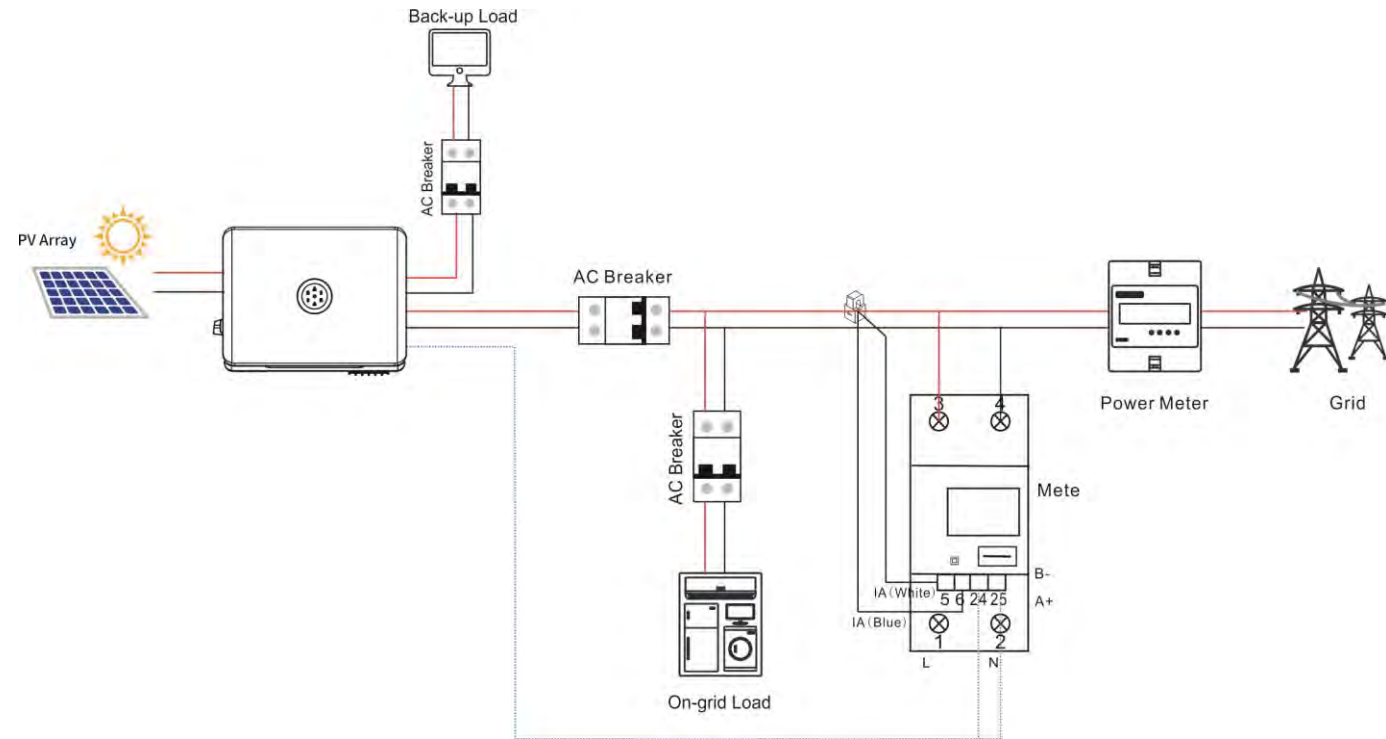 Back-up Load
AC Breaker
PV Array
AC Breaker
Power Meter
Grid
AC Breaker
3 4
Mete
B-
IA (White)
5 6 24 25
A+
IA (Blue)
1 2
L N
On-grid Load